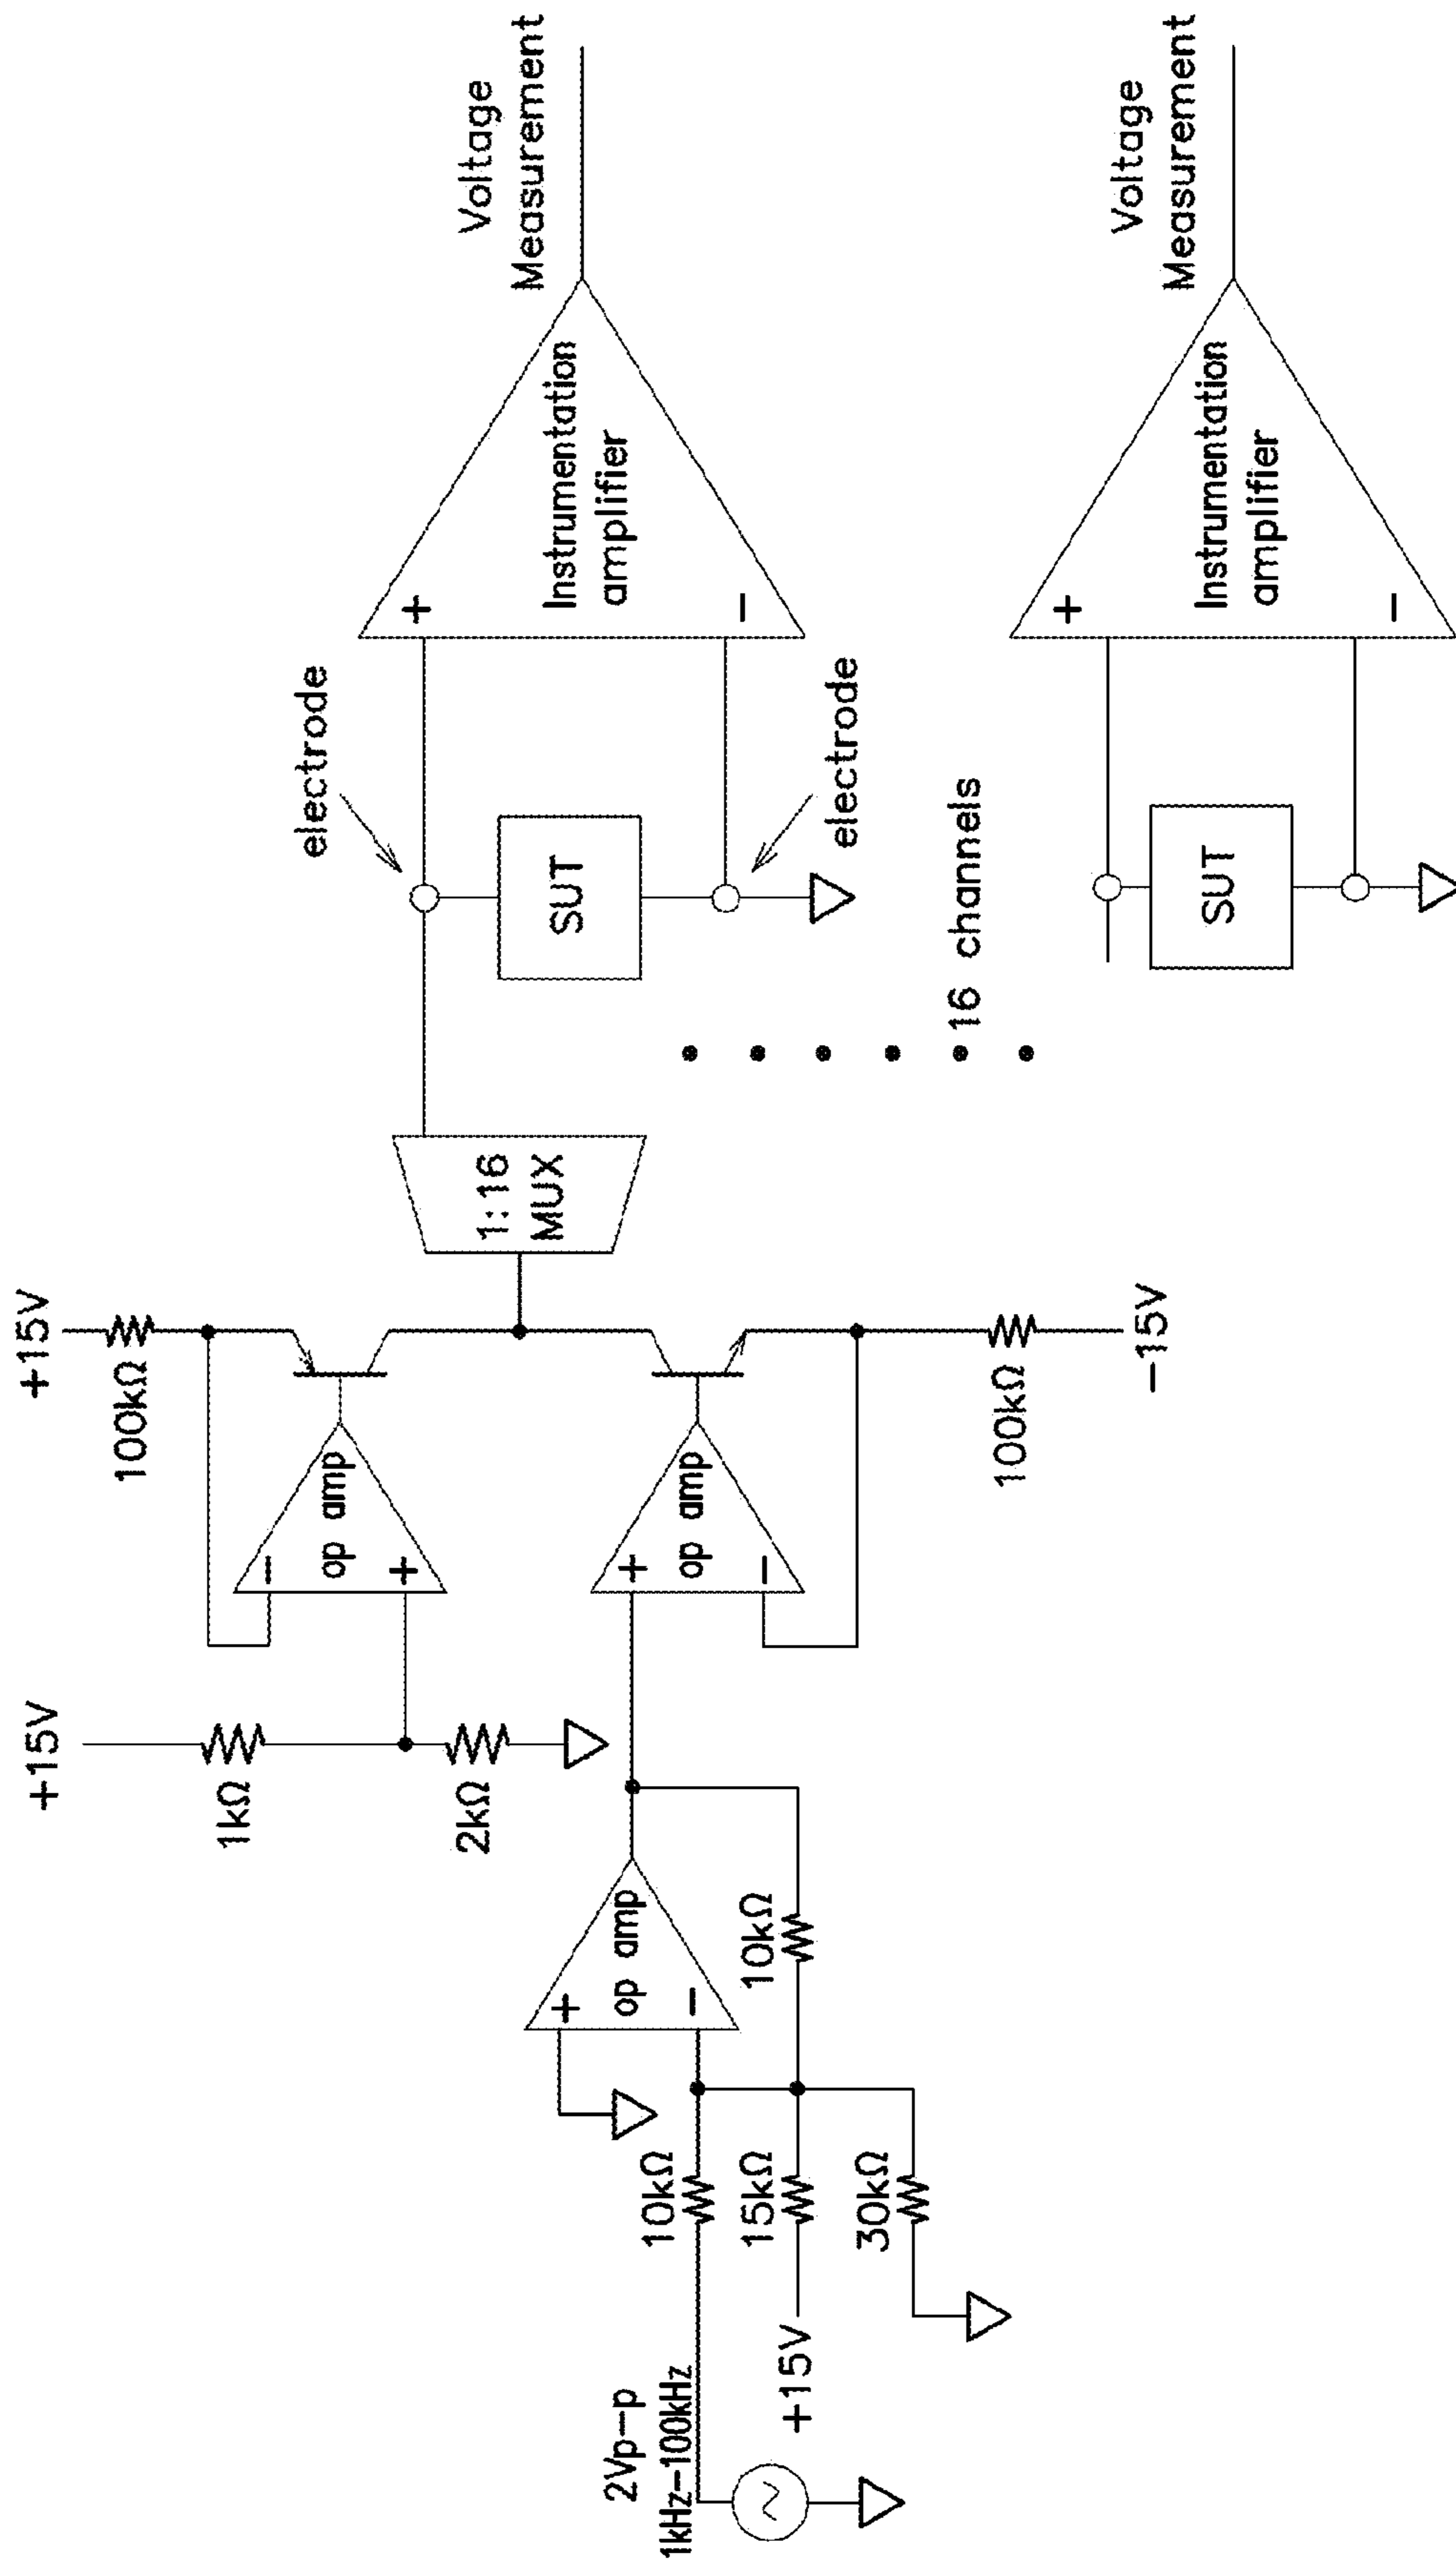 2Vp-p
1kHz-100kHz
+15V
10kΩ
15kΩ
30kΩ
+
op amp
-
10kΩ
+15V
1kΩ
2kΩ
-
op amp
+
+
op amp
-
+15V
100kΩ
100kΩ
-15V
1:16
MUX
electrode
SUT
electrode
+
Instrumentation
amplifier
-
Voltage
Measurement
16 channels
SUT
+
Instrumentation
amplifier
-
Voltage
Measurement